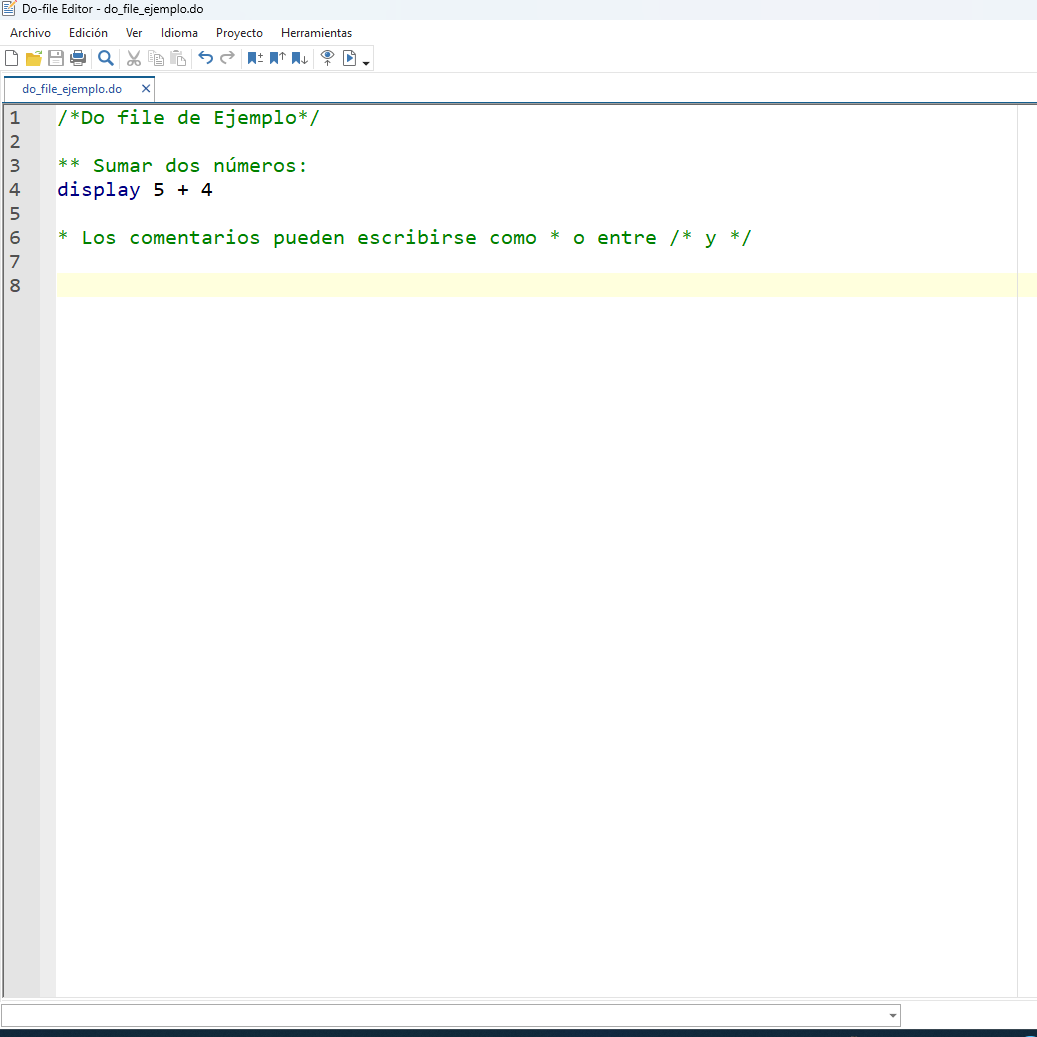 Do-file Editor - do_file_ejemplo.do
Archivo Edición Ver Idioma Proyecto Herramientas
do_file_ejemplo.do
1 /*Do file de Ejemplo*/
2
3 ** Sumar dos números:
4 display 5 + 4
5
6 * Los comentarios pueden escribirse como * o entre /* y */
7
8